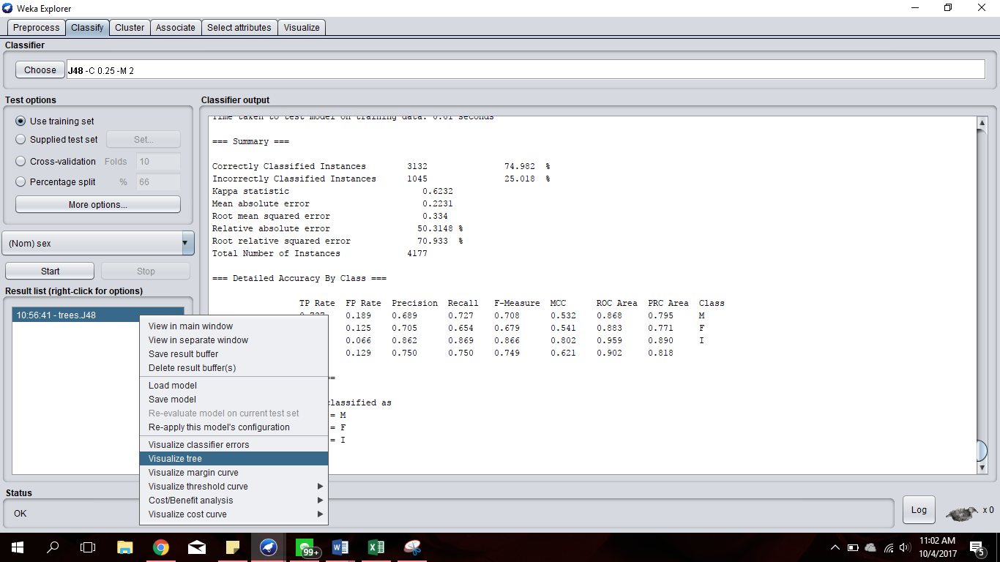 Weka Explorer
Preprocess Classify Cluster Associate Select attributes Visualize
Classifier
Choose J48 -C 0.25 -M 2
Test options
Use training set
Supplied test set Set...
Cross-validation Folds 10
Percentage split % 66
More options...
(Nom) sex
Start Stop
Result list (right-click for options)
10:56:41 - trees.J48
Classifier output
Time taken to test model on training data: 0.01 seconds
=== Summary ===
Correctly Classified Instances 3132 74.982 %
Incorrectly Classified Instances 1045 25.018 %
Kappa statistic 0.6232
Mean absolute error 0.2231
Root mean squared error 0.334
Relative absolute error 50.3148 %
Root relative squared error 70.933 %
Total Number of Instances 4177
=== Detailed Accuracy By Class ===
TP Rate FP Rate Precision Recall F-Measure MCC ROC Area PRC Area Class
0.727 0.189 0.689 0.727 0.708 0.532 0.868 0.795 M
0.125 0.705 0.654 0.679 0.541 0.883 0.771 F
0.066 0.862 0.869 0.866 0.802 0.959 0.890 I
0.129 0.750 0.750 0.749 0.621 0.902 0.818
==
classified as
= M
= F
= I
View in main window
View in separate window
Save result buffer
Delete result buffer(s)
Load model
Save model
Re-evaluate model on current test set
Re-apply this model's configuration
Visualize classifier errors
Visualize tree
Visualize margin curve
Visualize threshold curve
Cost/Benefit analysis
Visualize cost curve
Status
OK
Log x 0
99+
11:02 AM
10/4/2017
5